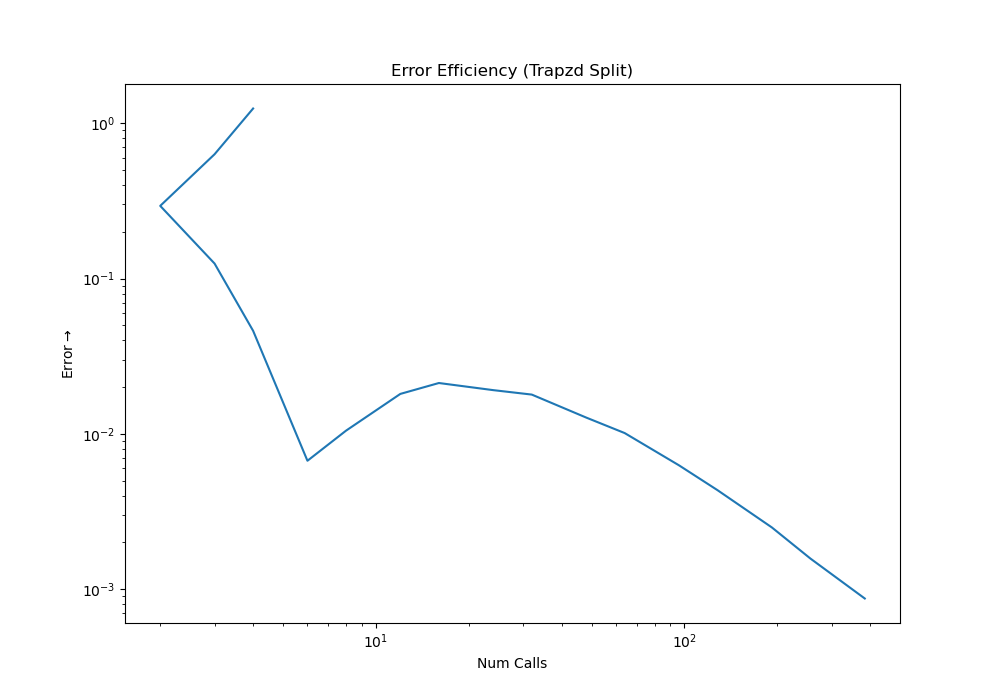 Error Efficiency (Trapzd Split)
10⁰
10⁻¹
10⁻²
10⁻³
Error →
10¹
10²
Num Calls